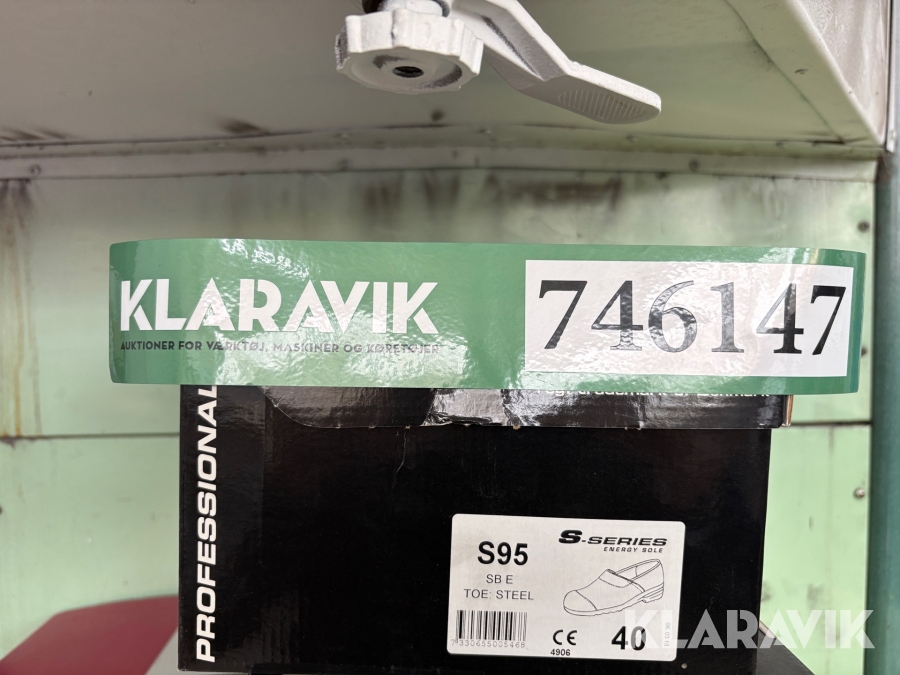 KLARAVIK
AUKTIONER FOR VÆRKTØJ, MASKINER OG KØRETØJER
746147
PROFESSIONAL
S95
SB E
TOE: STEEL
S-SERIES
ENERGY SOLE
7330655005468
CE
4906
40
KLARAVIK